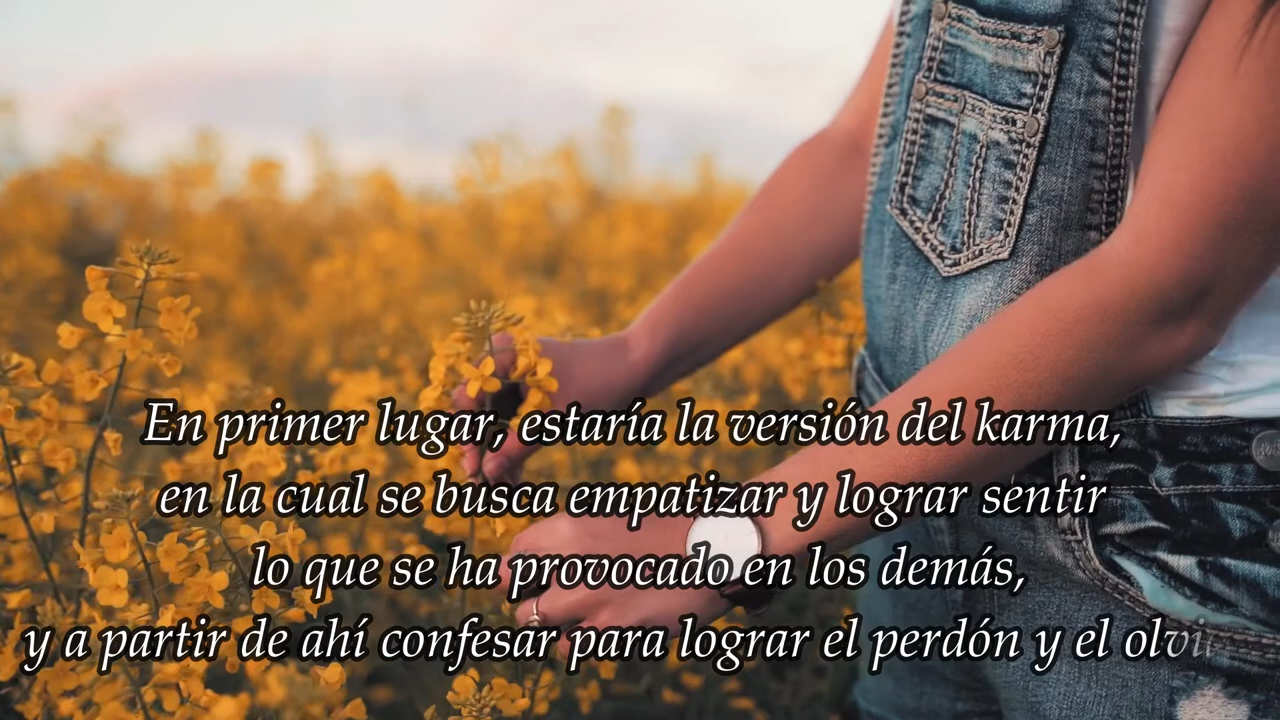 En primer lugar, estaría la versión del karma,
en la cual se busca empatizar y lograr sentir
lo que se ha provocado en los demás,
y a partir de ahí confesar para lograr el perdón y el